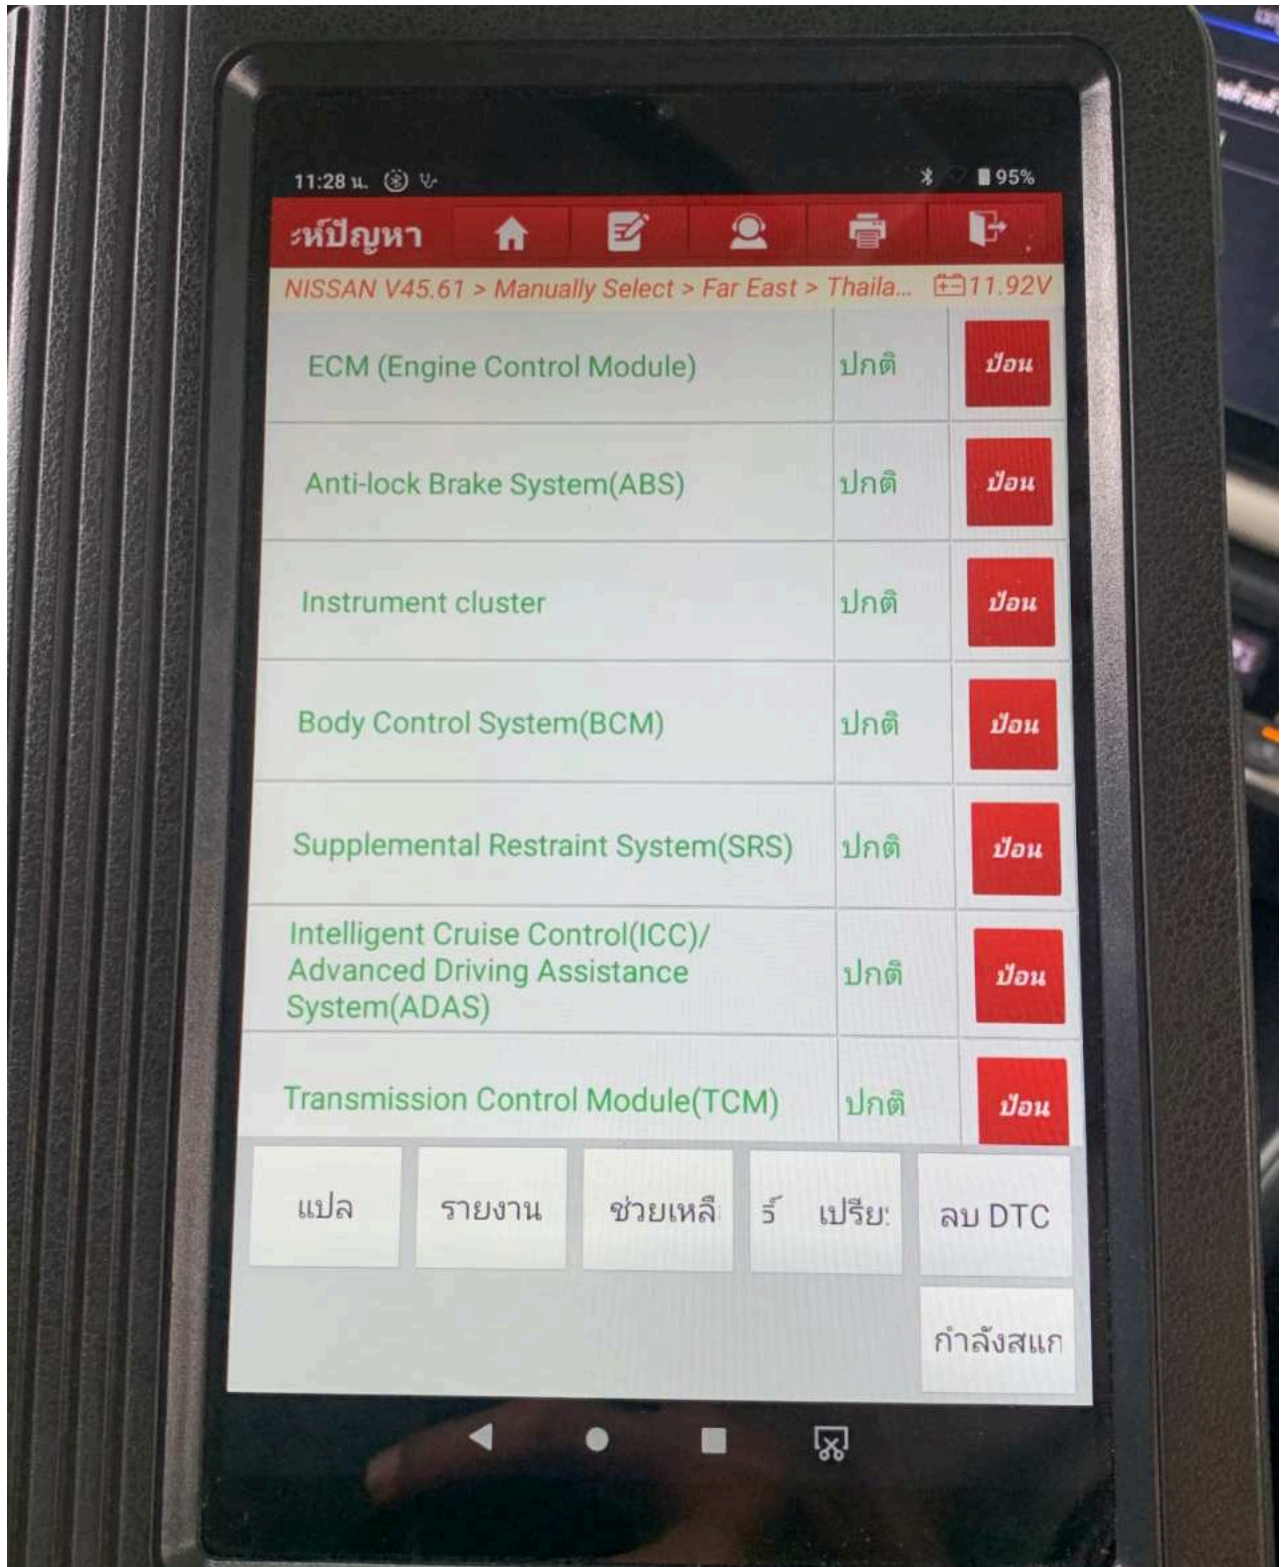 11:28 น.
95%
ะห์ปัญหา
NISSAN V45.61 > Manually Select > Far East > Thaila... 11.92V
ECM (Engine Control Module) ปกติ ป้อน
Anti-lock Brake System(ABS) ปกติ ป้อน
Instrument cluster ปกติ ป้อน
Body Control System(BCM) ปกติ ป้อน
Supplemental Restraint System(SRS) ปกติ ป้อน
Intelligent Cruise Control(ICC)/
Advanced Driving Assistance ปกติ ป้อน
System(ADAS)
Transmission Control Module(TCM) ปกติ ป้อน
แปล รายงาน ช่วยเหลื ร์ เปรีย ลบ DTC
กำลังสแก